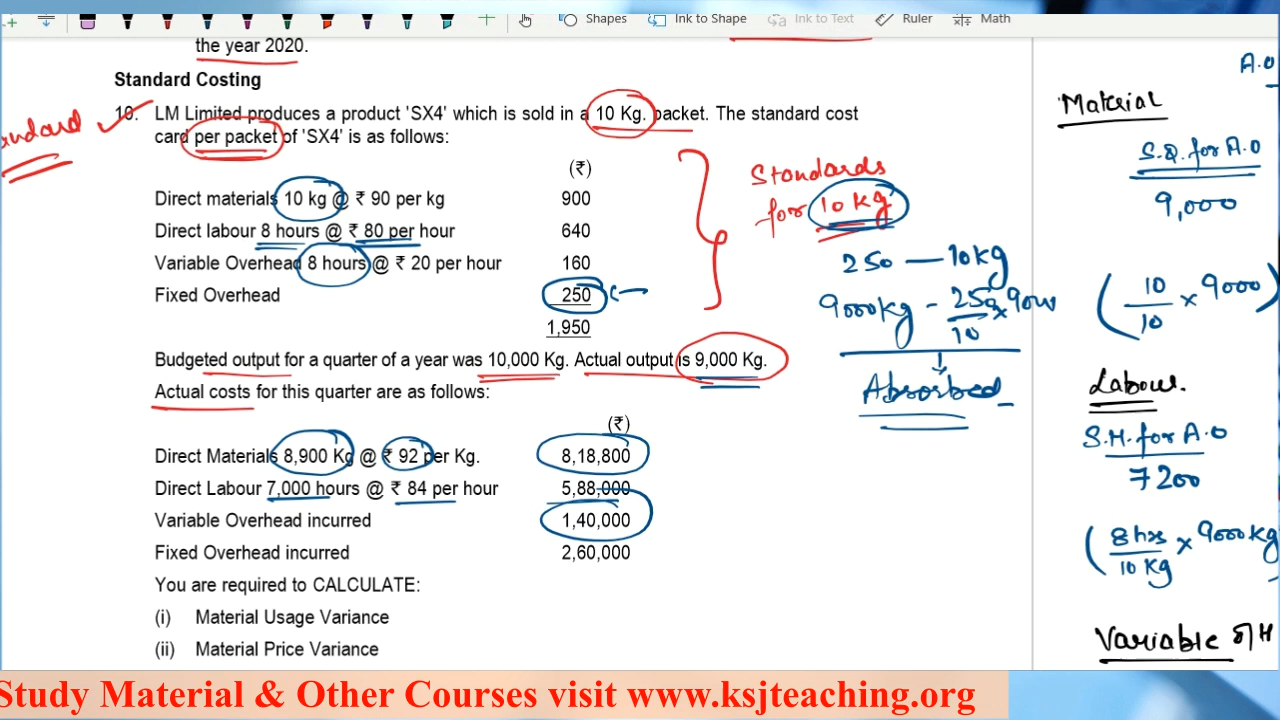 Shapes Ink to Shape Ink to Text Ruler Math
the year 2020.
Standard Costing
10. LM Limited produces a product 'SX4' which is sold in a 10 Kg. packet. The standard cost
card per packet of 'SX4' is as follows:
(₹)
Direct materials 10 kg @ ₹ 90 per kg 900
Direct labour 8 hours @ ₹ 80 per hour 640
Variable Overhead 8 hours @ ₹ 20 per hour 160
Fixed Overhead 250
1,950
Budgeted output for a quarter of a year was 10,000 Kg. Actual output is 9,000 Kg.
Actual costs for this quarter are as follows:
(₹)
Direct Materials 8,900 Kg @ ₹ 92 per Kg. 8,18,800
Direct Labour 7,000 hours @ ₹ 84 per hour 5,88,000
Variable Overhead incurred 1,40,000
Fixed Overhead incurred 2,60,000
You are required to CALCULATE:
(i) Material Usage Variance
(ii) Material Price Variance
andard
Standards
for 10 kg
250 — 10kg
9000kg - 250 × 9000
10
Absorbed
A.O
Material
S.Q. for A.O
9,000
( 10 × 9000 )
10
Labour.
S.H. for A.O
7200
( 8 hrs × 9000 kg
10 kg
Variable O/H
Study Material & Other Courses visit www.ksjteaching.org